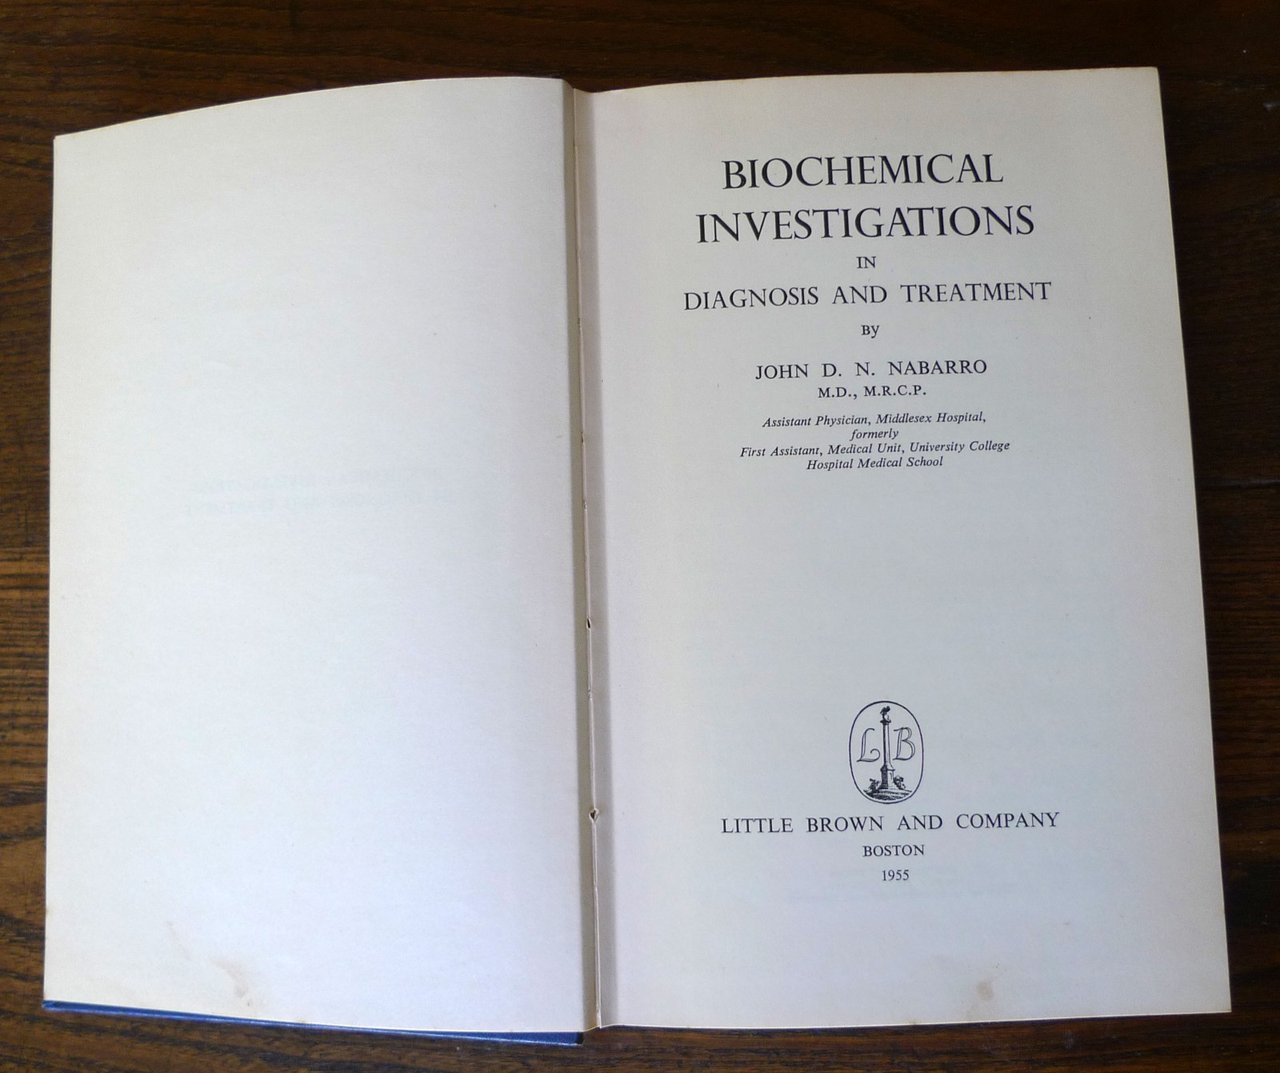 BIOCHEMICAL
INVESTIGATIONS
IN
DIAGNOSIS AND TREATMENT
By
JOHN D. N. NABARRO
M.D., M.R.C.P.
Assistant Physician, Middlesex Hospital,
formerly
First Assistant, Medical Unit, University College
Hospital Medical School
L B
LITTLE BROWN AND COMPANY
BOSTON
1955